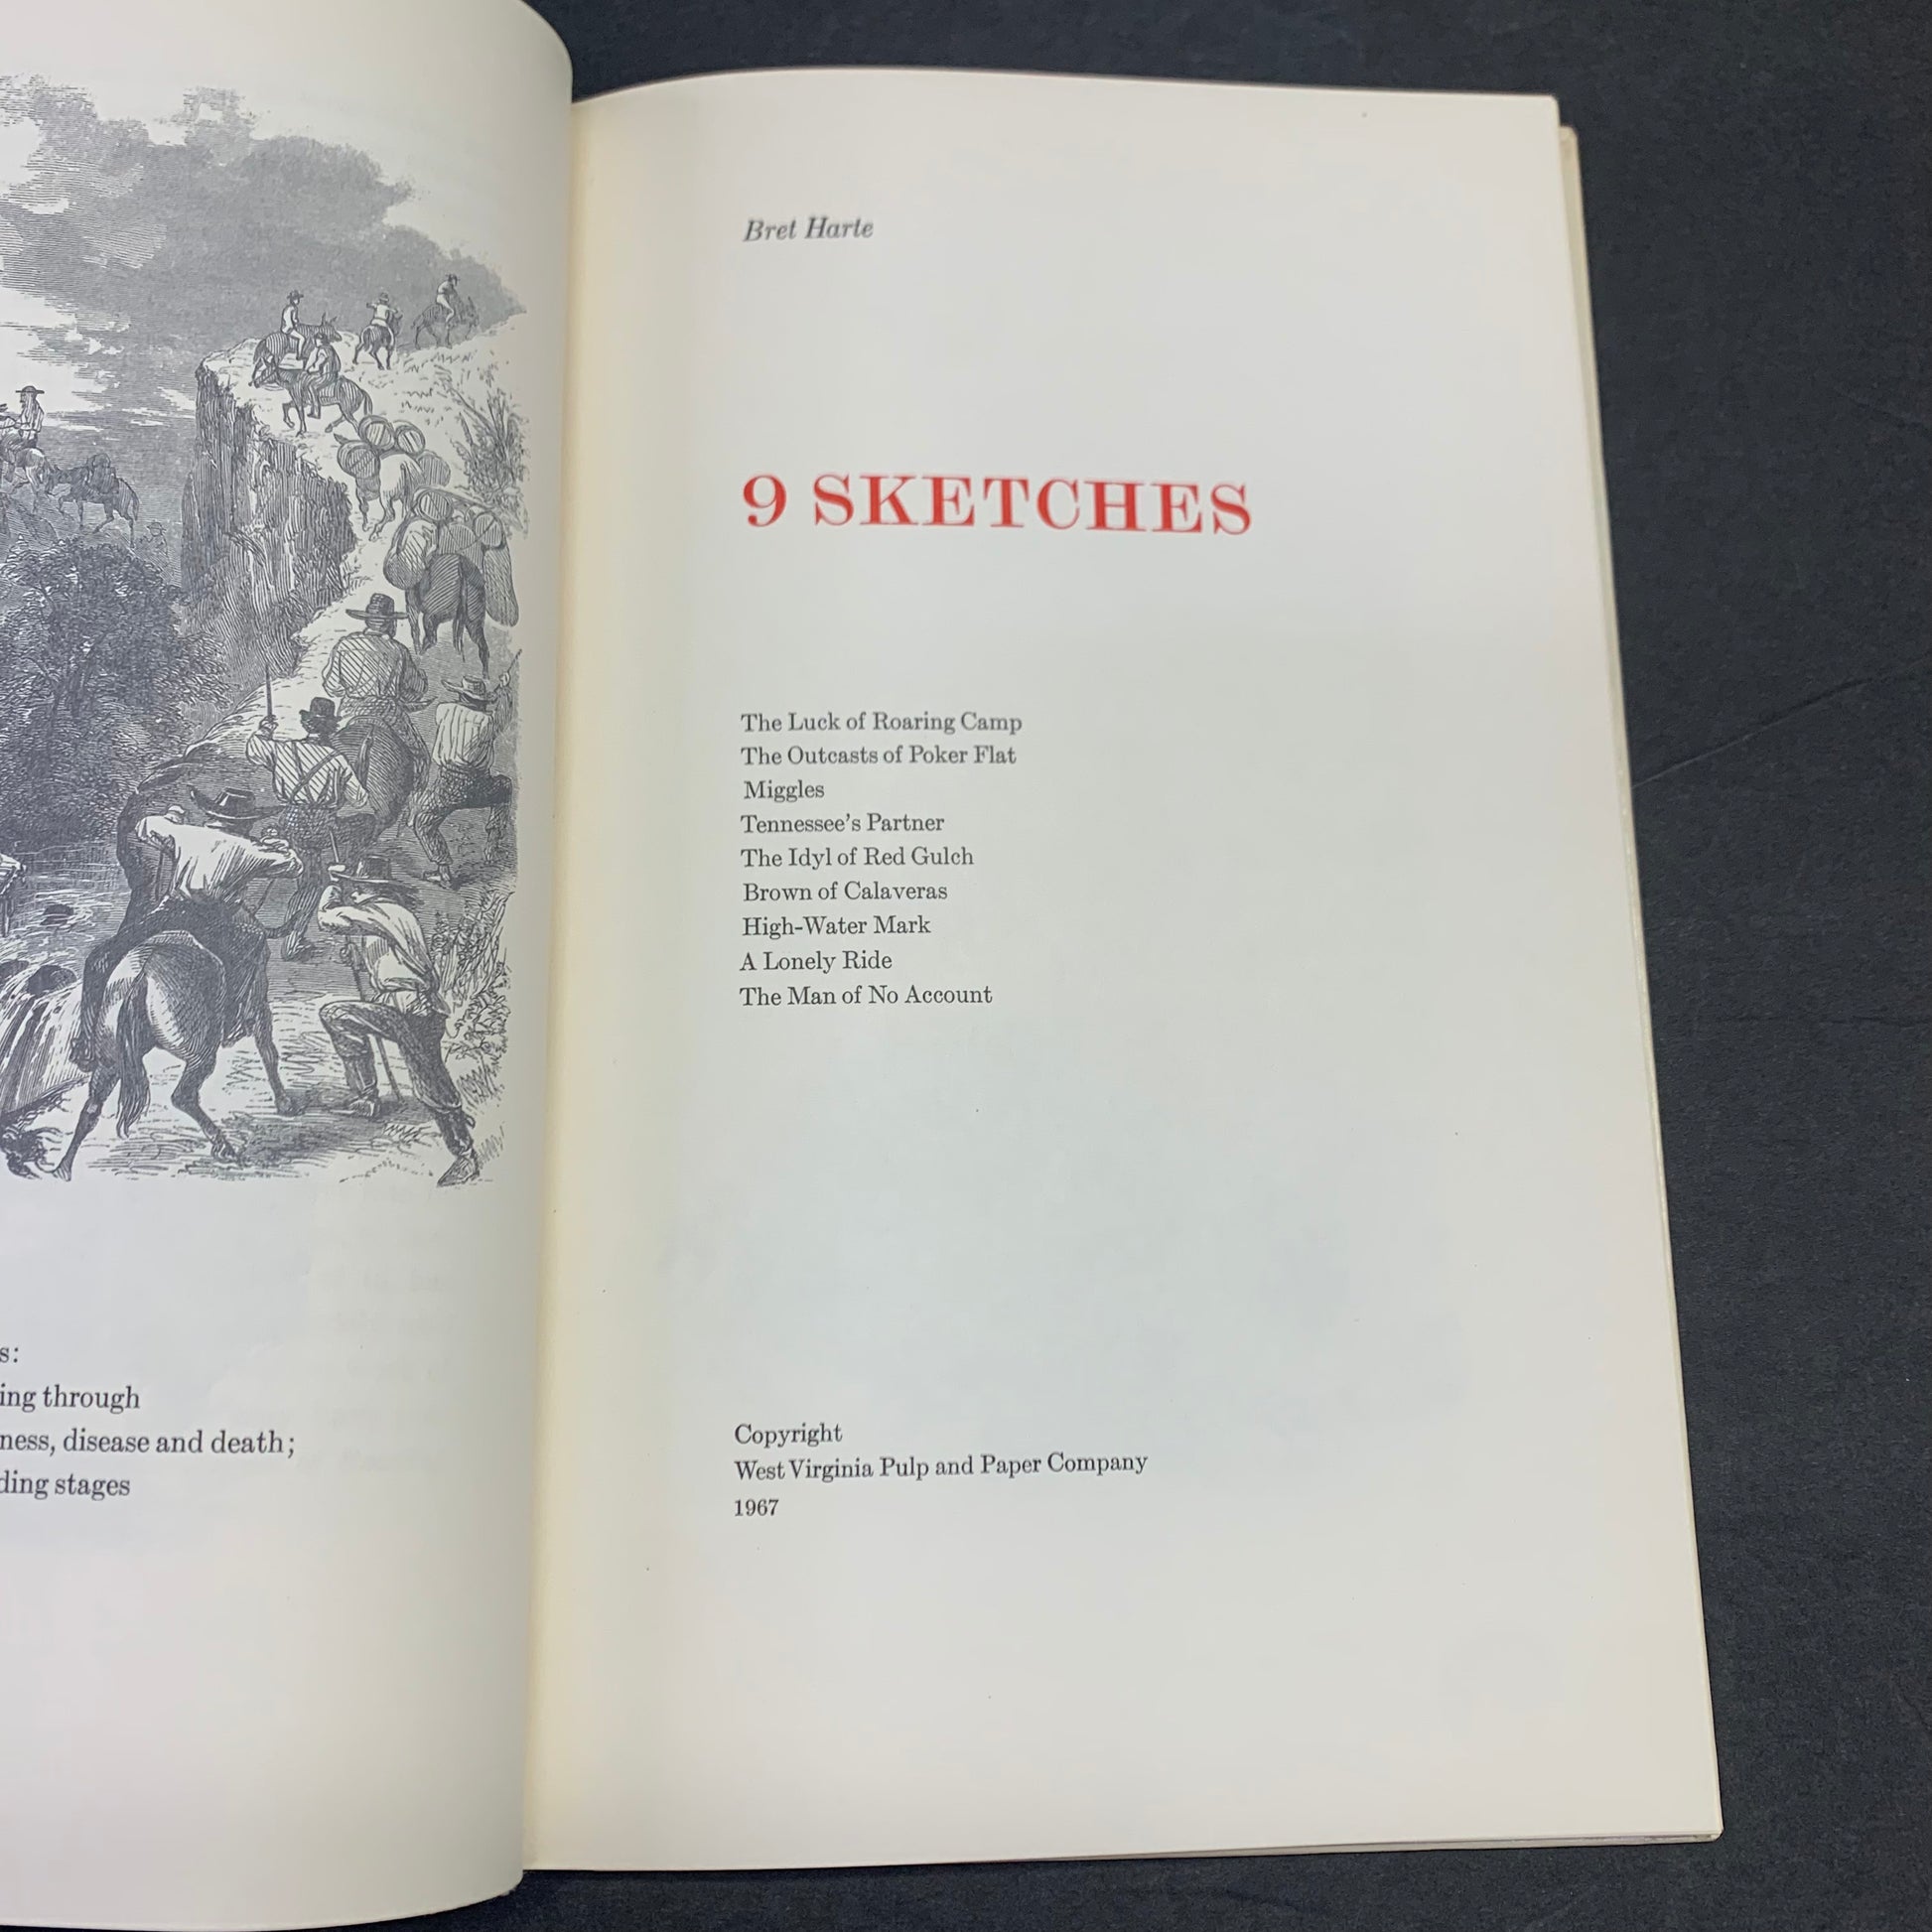 s:
ing through
ness, disease and death;
ding stages
Bret Harte
9 SKETCHES
The Luck of Roaring Camp
The Outcasts of Poker Flat
Miggles
Tennessee's Partner
The Idyl of Red Gulch
Brown of Calaveras
High-Water Mark
A Lonely Ride
The Man of No Account
Copyright
West Virginia Pulp and Paper Company
1967